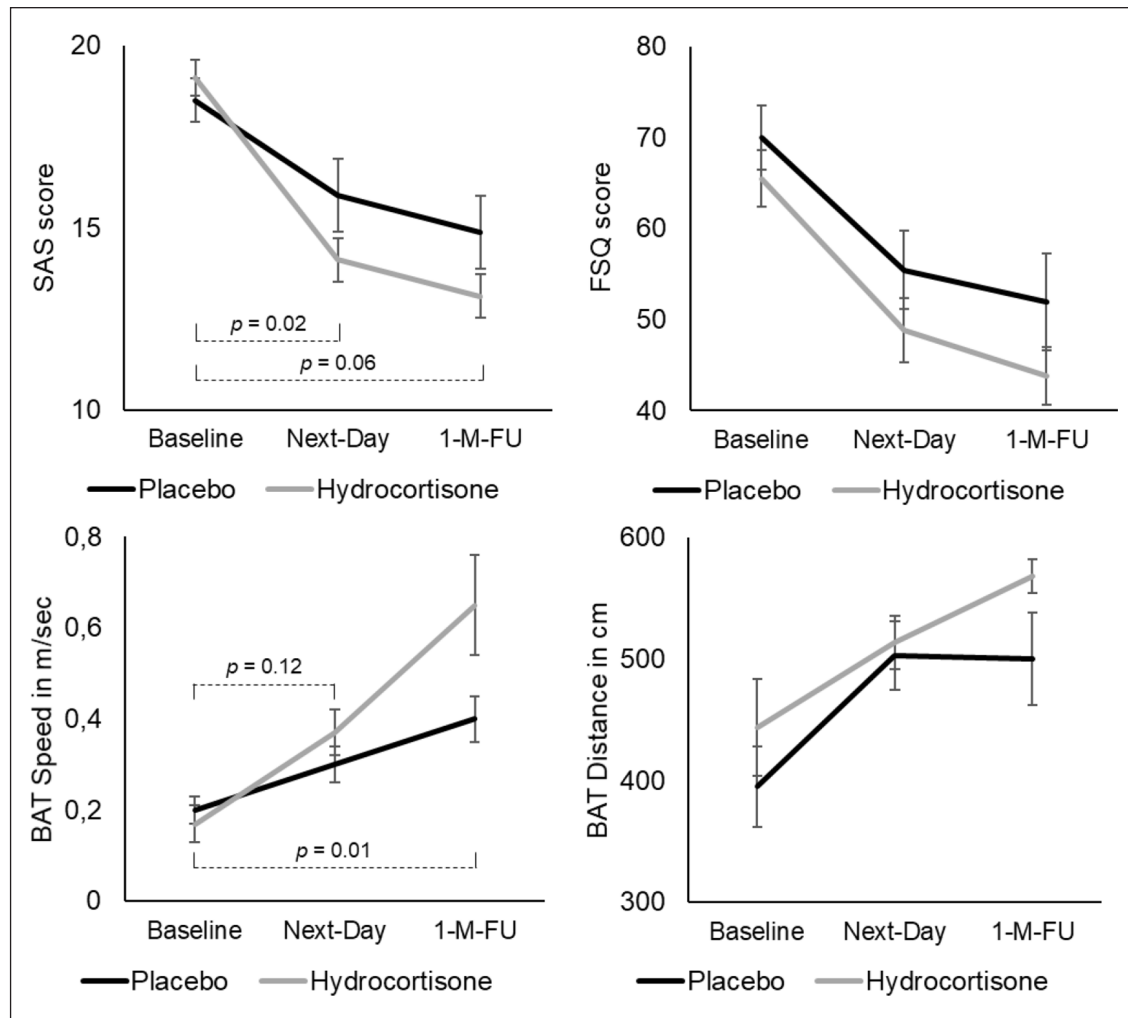 SAS score
20
15
10
p = 0.02
p = 0.06
Baseline Next-Day 1-M-FU
Placebo Hydrocortisone
FSQ score
80
70
60
50
40
Baseline Next-Day 1-M-FU
Placebo Hydrocortisone
BAT Speed in m/sec
0,8
0,6
0,4
0,2
0
p = 0.12
p = 0.01
Baseline Next-Day 1-M-FU
Placebo Hydrocortisone
BAT Distance in cm
600
500
400
300
Baseline Next-Day 1-M-FU
Placebo Hydrocortisone